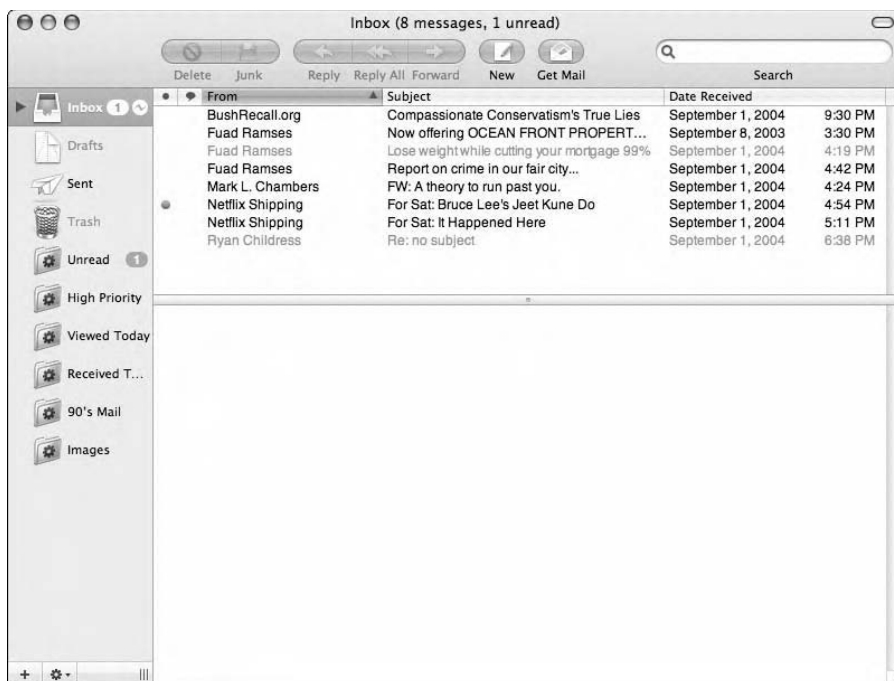 Inbox (8 messages, 1 unread)
Delete Junk Reply Reply All Forward New Get Mail Search
From Subject Date Received
BushRecall.org Compassionate Conservatism's True Lies September 1, 2004 9:30 PM
Fuad Ramses Now offering OCEAN FRONT PROPERT... September 8, 2003 3:30 PM
Fuad Ramses Lose weight while cutting your mortgage 99% September 1, 2004 4:19 PM
Fuad Ramses Report on crime in our fair city... September 1, 2004 4:42 PM
Mark L. Chambers FW: A theory to run past you. September 1, 2004 4:24 PM
Netflix Shipping For Sat: Bruce Lee's Jeet Kune Do September 1, 2004 4:54 PM
Netflix Shipping For Sat: It Happened Here September 1, 2004 5:11 PM
Ryan Childress Re: no subject September 1, 2004 6:38 PM
Inbox 1
Drafts
Sent
Trash
Unread 1
High Priority
Viewed Today
Received T...
90's Mail
Images